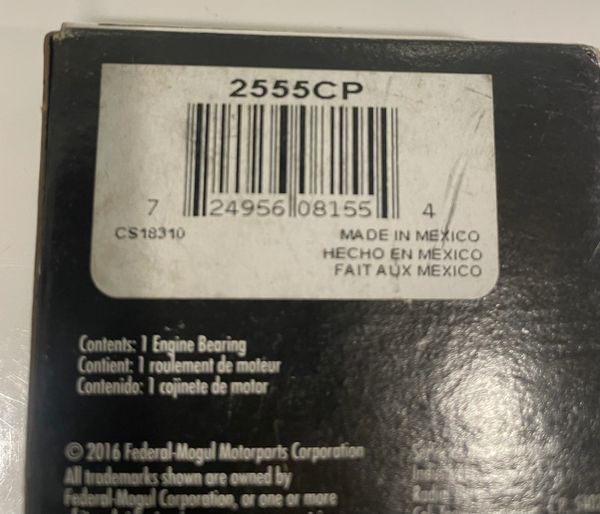 2555CP
7 24956 08155 4
CS18310
MADE IN MEXICO
HECHO EN MEXICO
FAIT AUX MEXICO
Contents: 1 Engine Bearing
Contient: 1 roulement de moteur
Contenido: 1 cojinete de motor
© 2016 Federal-Mogul Motorparts Corporation
All trademarks shown are owned by
Federal-Mogul Corporation, or one or more